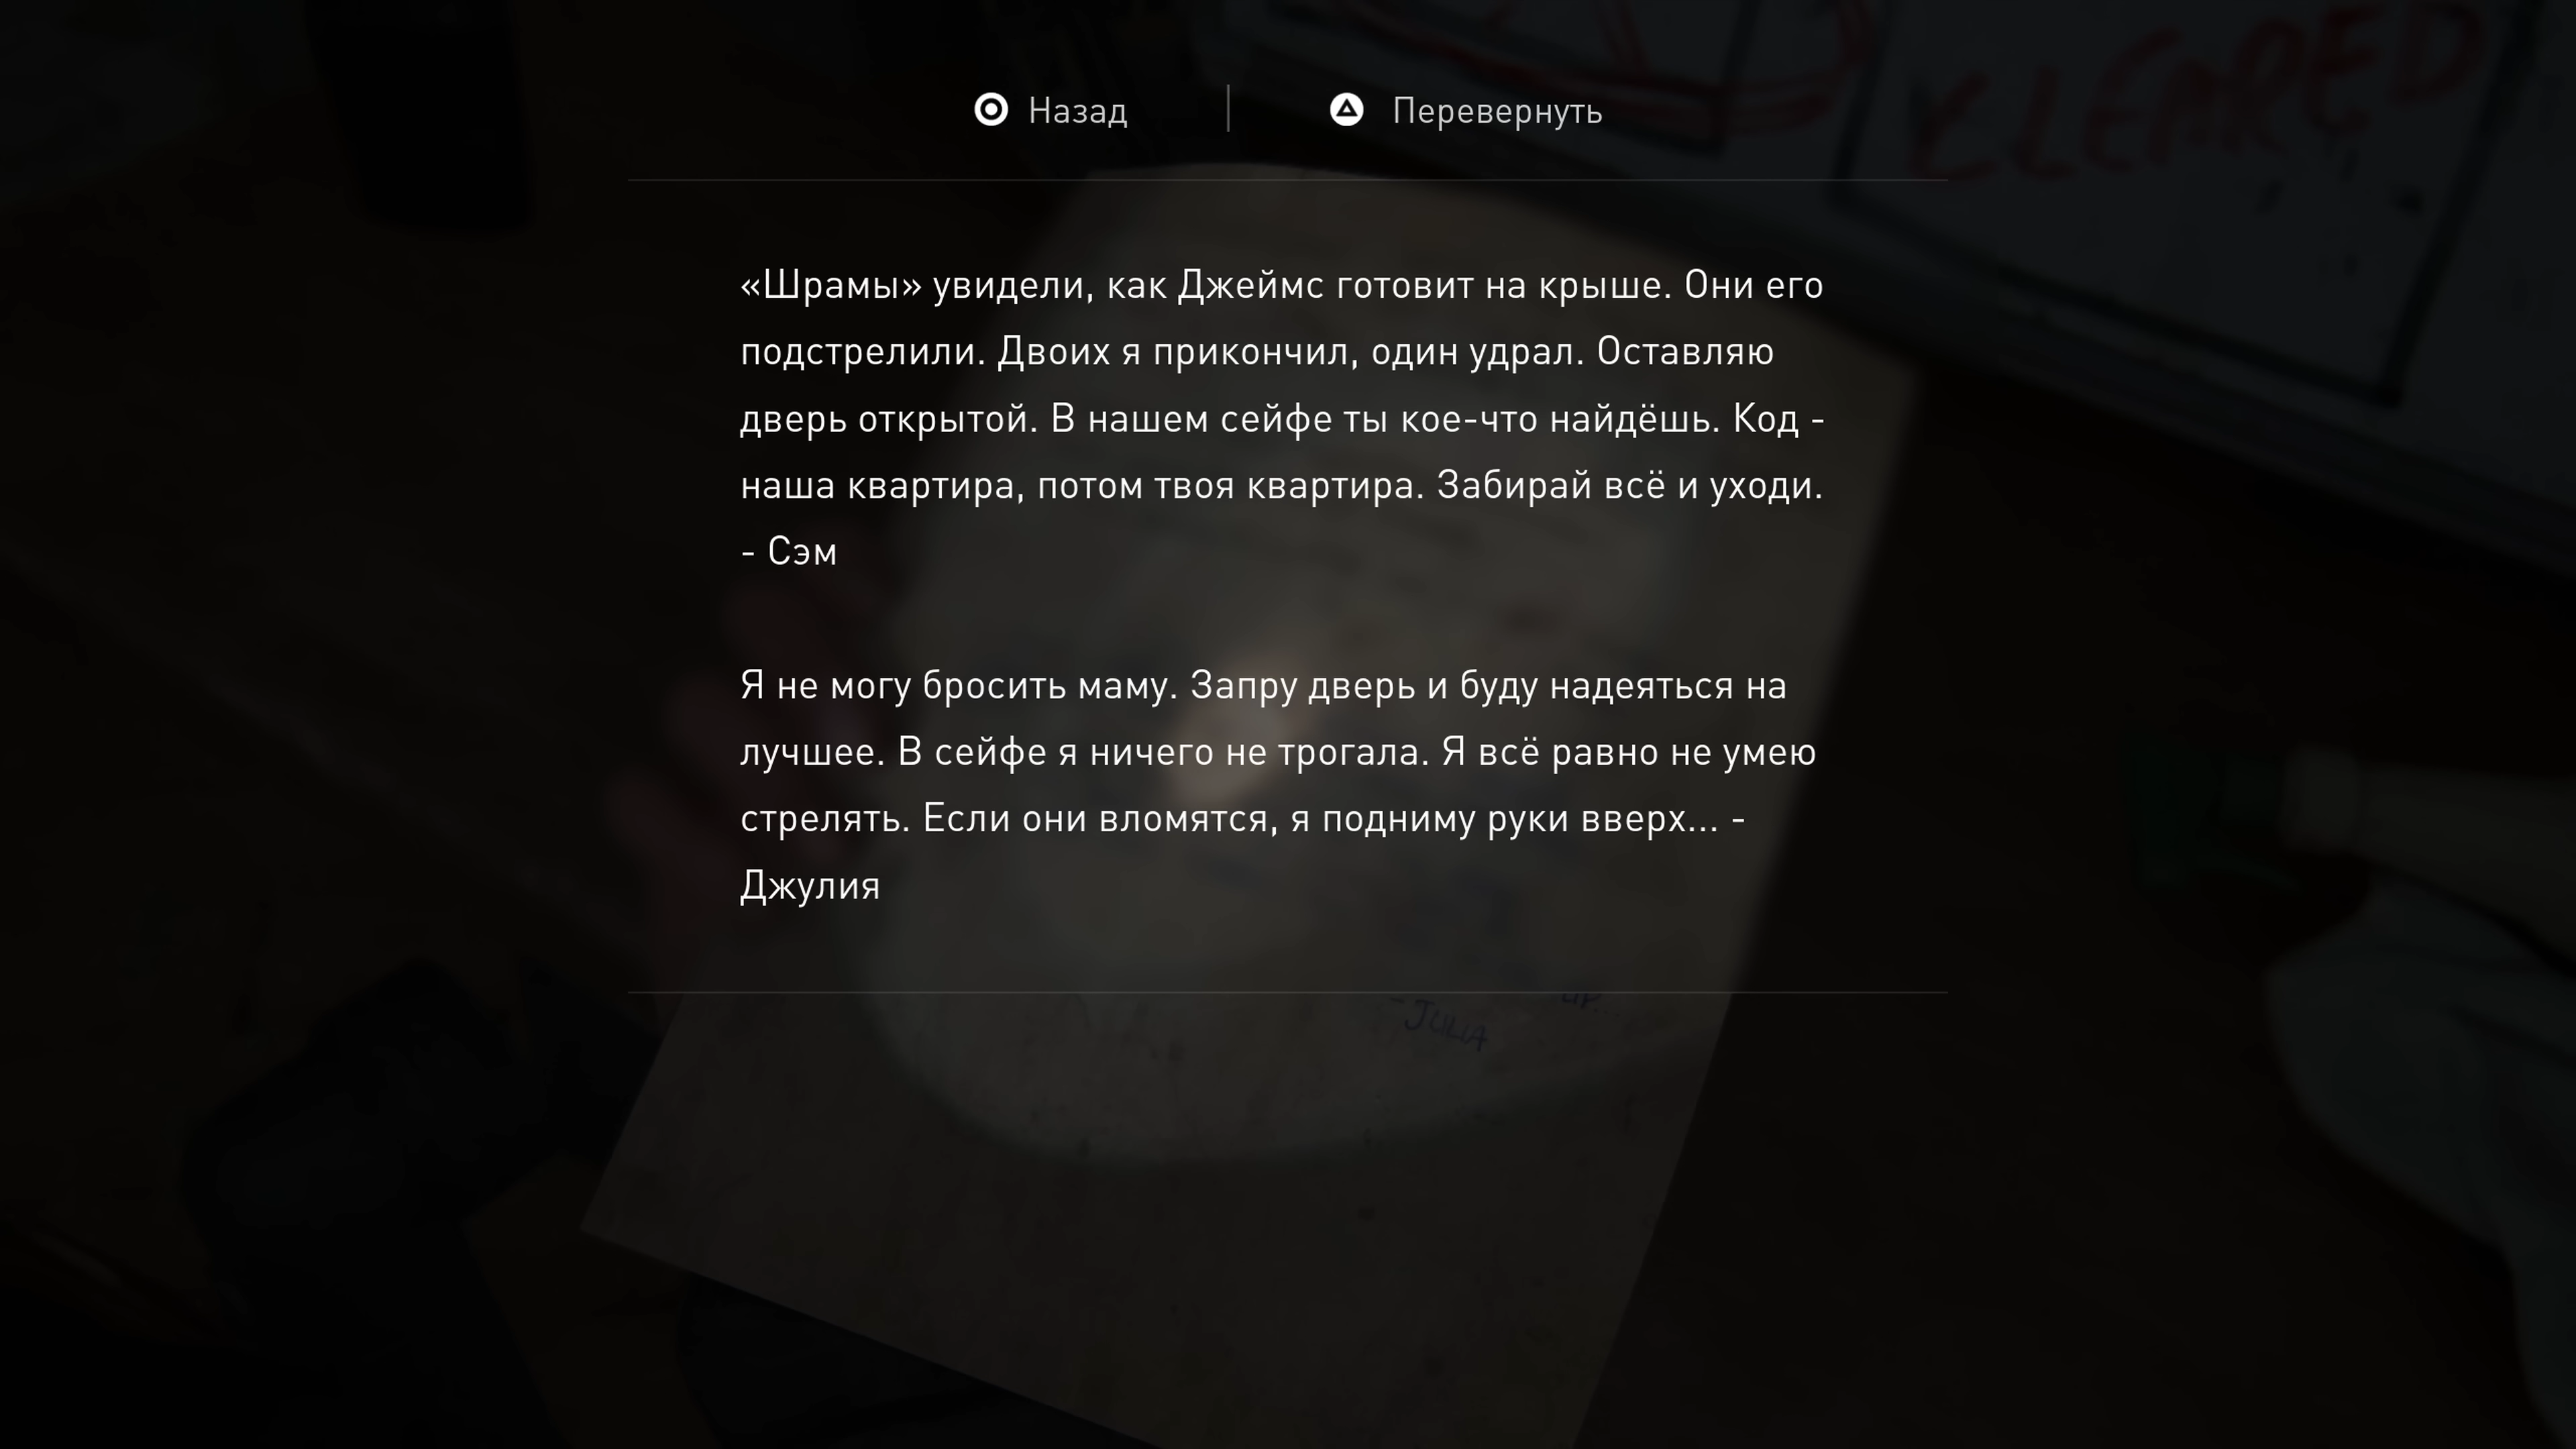 Назад | Перевернуть
CLEARED
«Шрамы» увидели, как Джеймс готовит на крыше. Они его
подстрелили. Двоих я прикончил, один удрал. Оставляю
дверь открытой. В нашем сейфе ты кое-что найдёшь. Код -
наша квартира, потом твоя квартира. Забирай всё и уходи.
- Сэм
Я не могу бросить маму. Запру дверь и буду надеяться на
лучшее. В сейфе я ничего не трогала. Я всё равно не умею
стрелять. Если они вломятся, я подниму руки вверх... -
Джулия
UP...
- JULIA